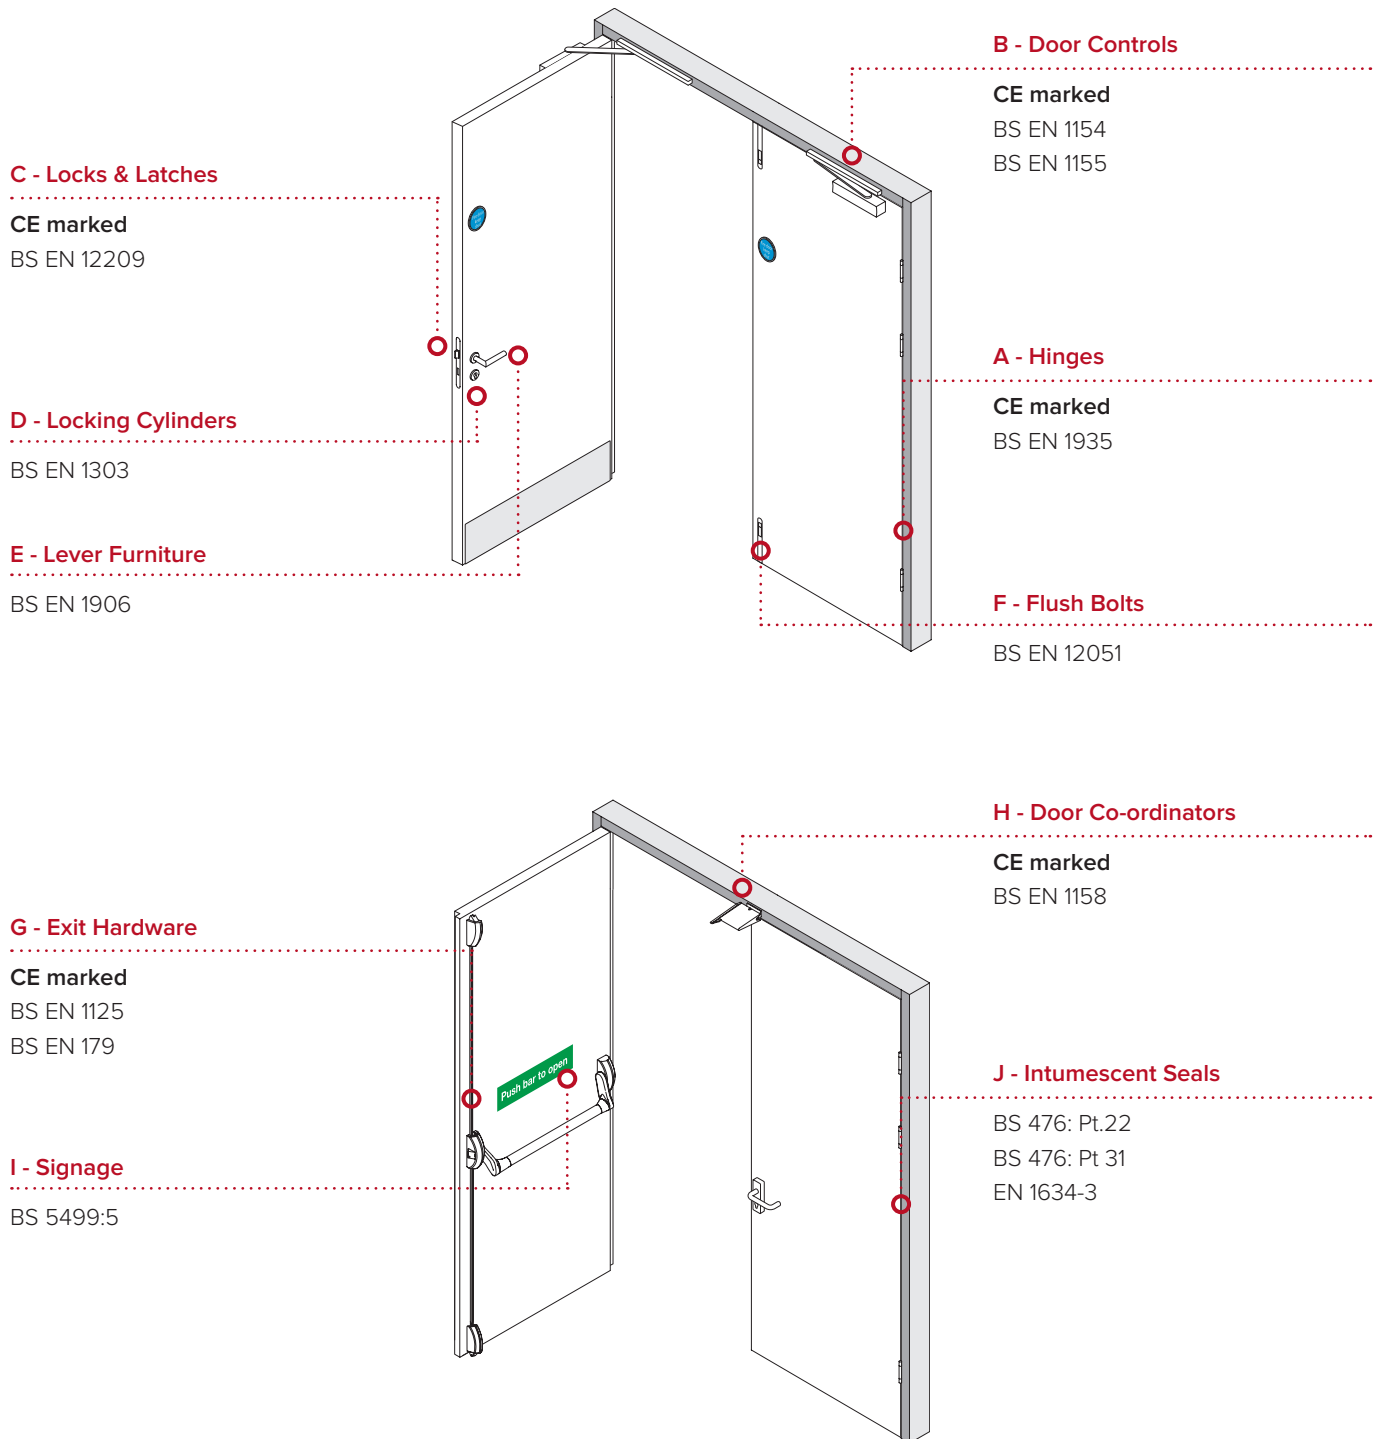 B - Door Controls
CE marked
BS EN 1154
BS EN 1155
C - Locks & Latches
CE marked
BS EN 12209
A - Hinges
CE marked
BS EN 1935
D - Locking Cylinders
BS EN 1303
E - Lever Furniture
BS EN 1906
F - Flush Bolts
BS EN 12051
H - Door Co-ordinators
CE marked
BS EN 1158
G - Exit Hardware
CE marked
BS EN 1125
BS EN 179
Push bar to open
J - Intumescent Seals
BS 476: Pt.22
BS 476: Pt 31
EN 1634-3
I - Signage
BS 5499:5